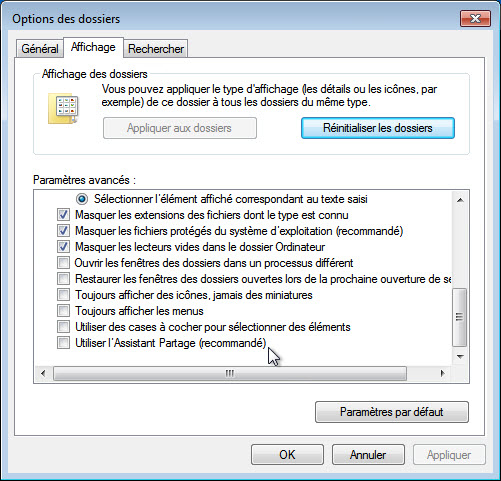 Options des dossiers
Général
Affichage
Rechercher
Affichage des dossiers
Vous pouvez appliquer le type d'affichage (les détails ou les icônes, par
exemple) de ce dossier à tous les dossiers du même type.
Appliquer aux dossiers
Réinitialiser les dossiers
Paramètres avancés :
Sélectionner l'élément affiché correspondant au texte saisi
Masquer les extensions des fichiers dont le type est connu
Masquer les fichiers protégés du système d'exploitation (recommandé)
Masquer les lecteurs vides dans le dossier Ordinateur
Ouvrir les fenêtres des dossiers dans un processus différent
Restaurer les fenêtres des dossiers ouvertes lors de la prochaine ouverture de se
Toujours afficher des icônes, jamais des miniatures
Toujours afficher les menus
Utiliser des cases à cocher pour sélectionner des éléments
Utiliser l'Assistant Partage (recommandé)
Paramètres par défaut
OK
Annuler
Appliquer